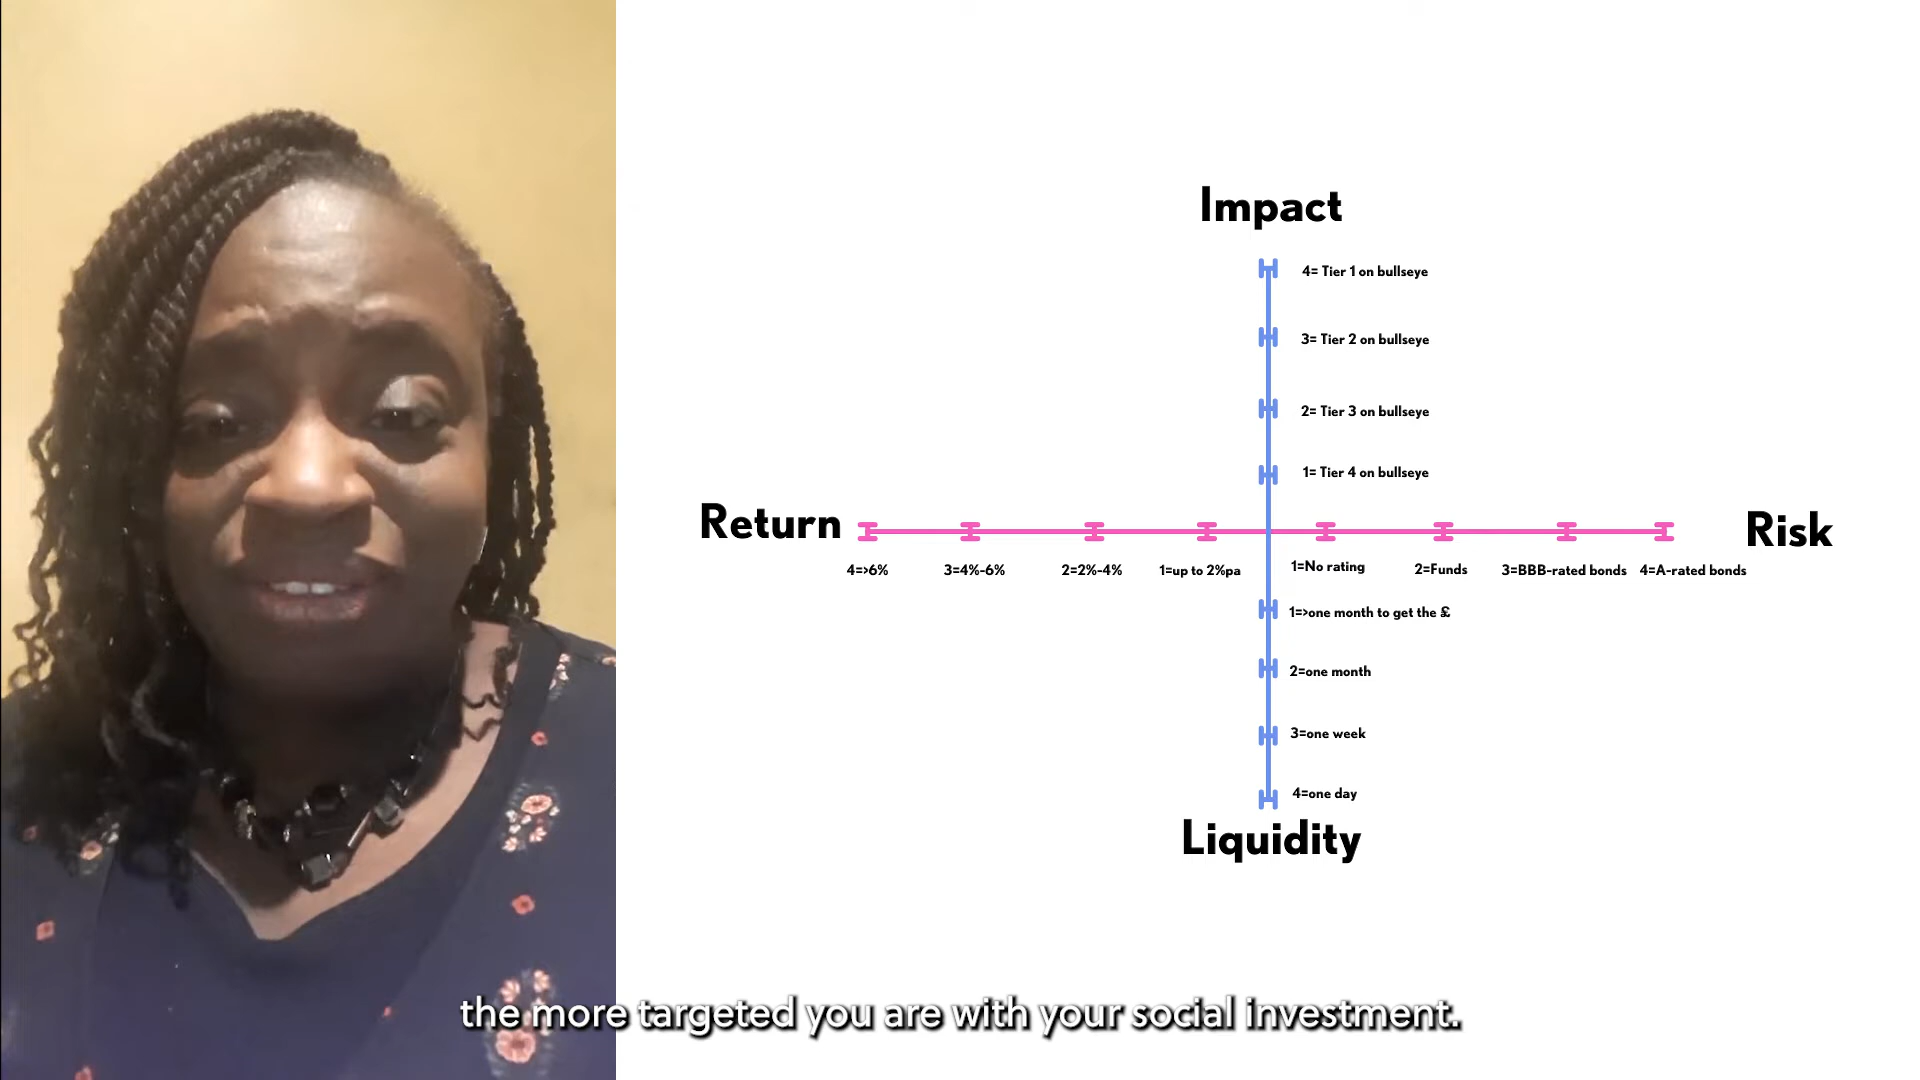 Impact
4= Tier 1 on bullseye
3= Tier 2 on bullseye
2= Tier 3 on bullseye
1= Tier 4 on bullseye
Return
Risk
4=>6%
3=4%-6%
2=2%-4%
1=up to 2%pa
1=No rating
2=Funds
3=BBB-rated bonds
4=A-rated bonds
1=>one month to get the £
2=one month
3=one week
4=one day
Liquidity
the more targeted you are with your social investment.